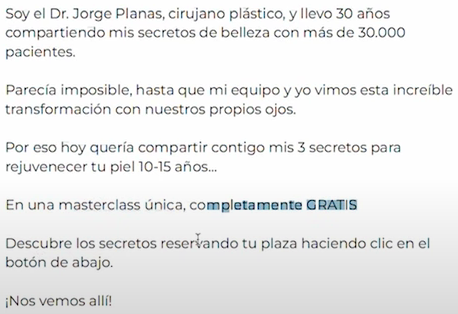 Soy el Dr. Jorge Planas, cirujano plástico, y llevo 30 años
compartiendo mis secretos de belleza con más de 30.000
pacientes.
Parecía imposible, hasta que mi equipo y yo vimos esta increíble
transformación con nuestros propios ojos.
Por eso hoy quería compartir contigo mis 3 secretos para
rejuvenecer tu piel 10-15 años...
En una masterclass única, completamente GRATIS
Descubre los secretos reservando tu plaza haciendo clic en el
botón de abajo.
¡Nos vemos allí!